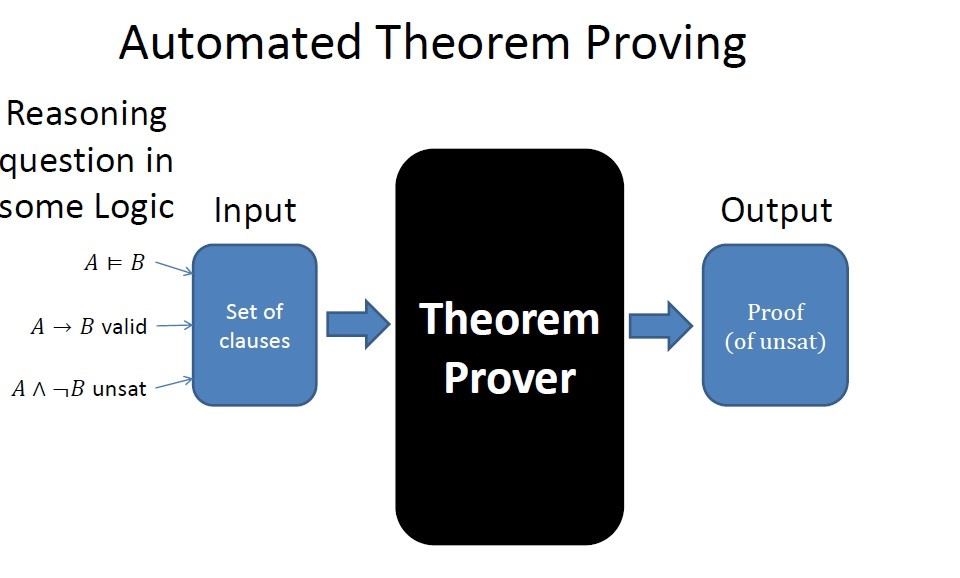 Automated Theorem Proving
Reasoning
question in
some Logic
Input
Output
A ⊨ B
A → B valid
A ∧ ¬B unsat
Set of
clauses
Theorem
Prover
Proof
(of unsat)